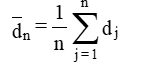 d̅ₙ = 1/n ∑ⱼ₌₁ⁿ dⱼ